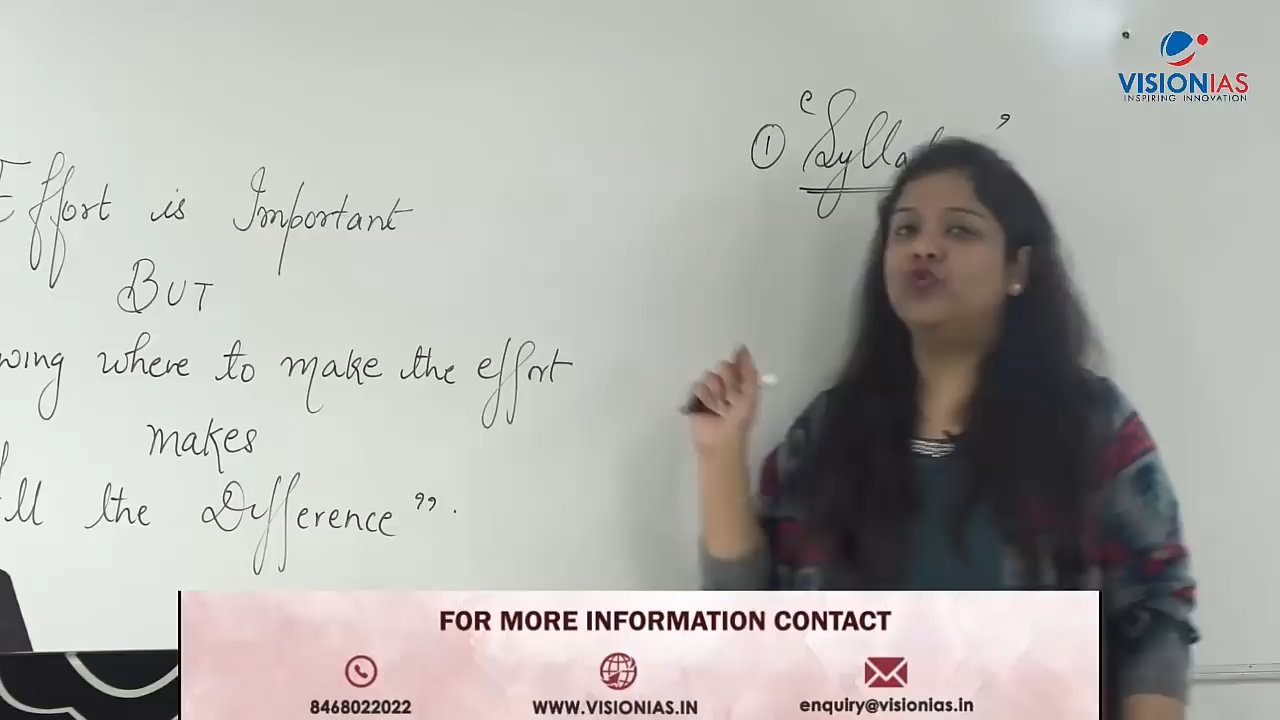 Effort is Important
BUT
wing where to make the effort
makes
the Difference”.
①
VISIONIAS
INSPIRING INNOVATION
FOR MORE INFORMATION CONTACT
8468022022
WWW.VISIONIAS.IN
enquiry@visionias.in